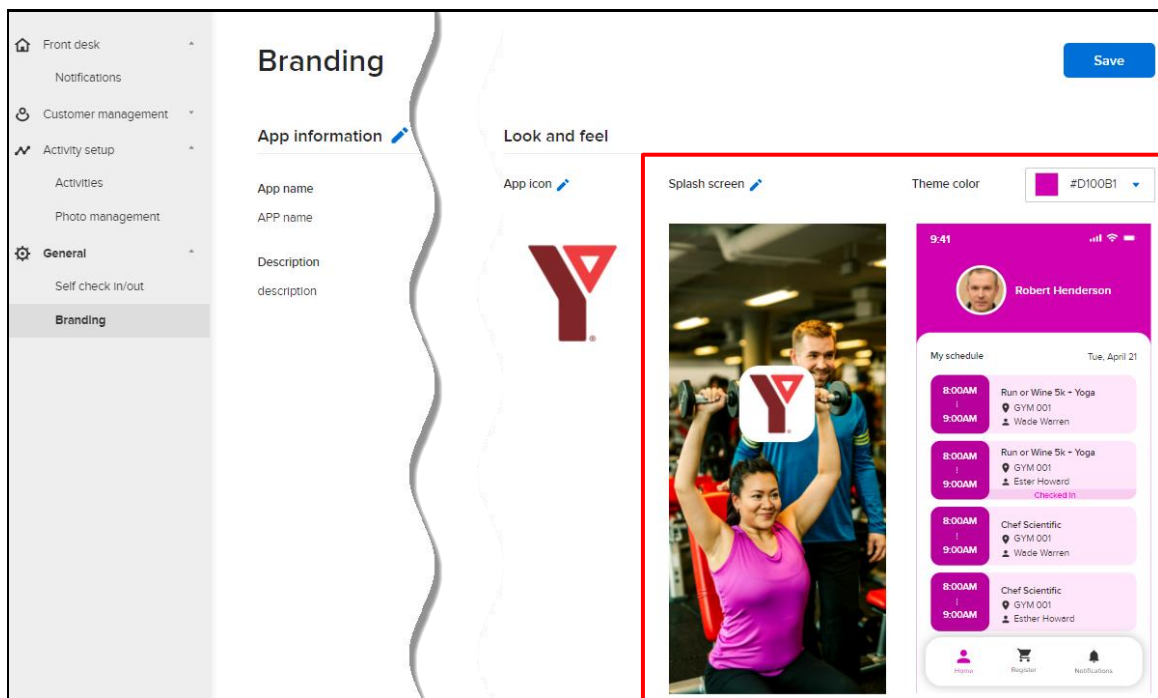 Front desk
Notifications
Customer management
Activity setup
Activities
Photo management
General
Self check in/out
Branding
Branding
Save
App information
App name
APP name
Description
description
Look and feel
App icon
Splash screen
Theme color
#D100B1
Y
®
Y
9:41
Robert Henderson
My schedule
Tue, April 21
8:00AM
9:00AM
Run or Wine 5k - Yoga
GYM 001
Wade Warren
8:00AM
9:00AM
Run or Wine 5k - Yoga
GYM 001
Ester Howard
Checked In
8:00AM
9:00AM
Chef Scientific
GYM 001
Wade Warren
8:00AM
9:00AM
Chef Scientific
GYM 001
Esther Howard
Home
Register
Notifications